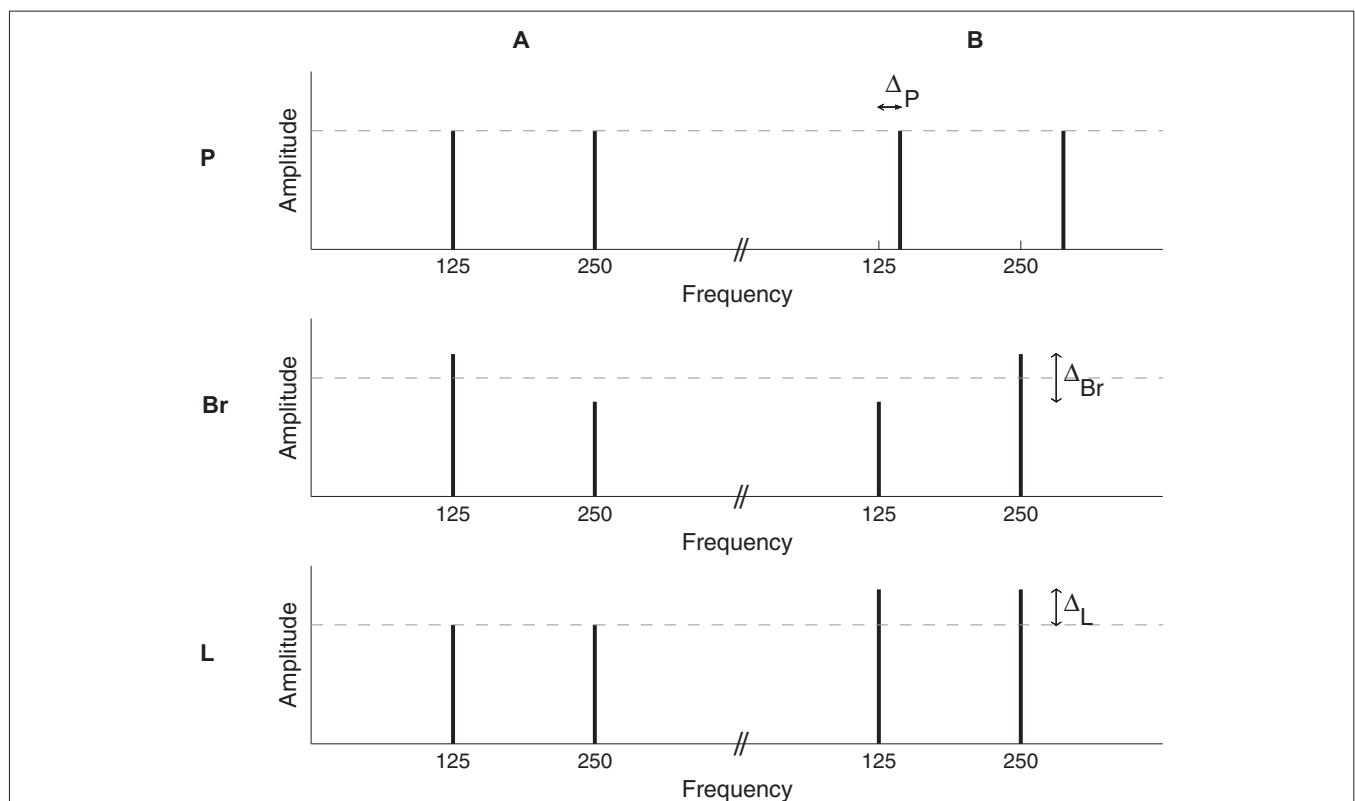 A B
Δ P
P
Amplitude
125 250 // 125 250
Frequency
Br
Amplitude
Δ Br
125 250 // 125 250
Frequency
L
Amplitude
Δ L
125 250 // 125 250
Frequency